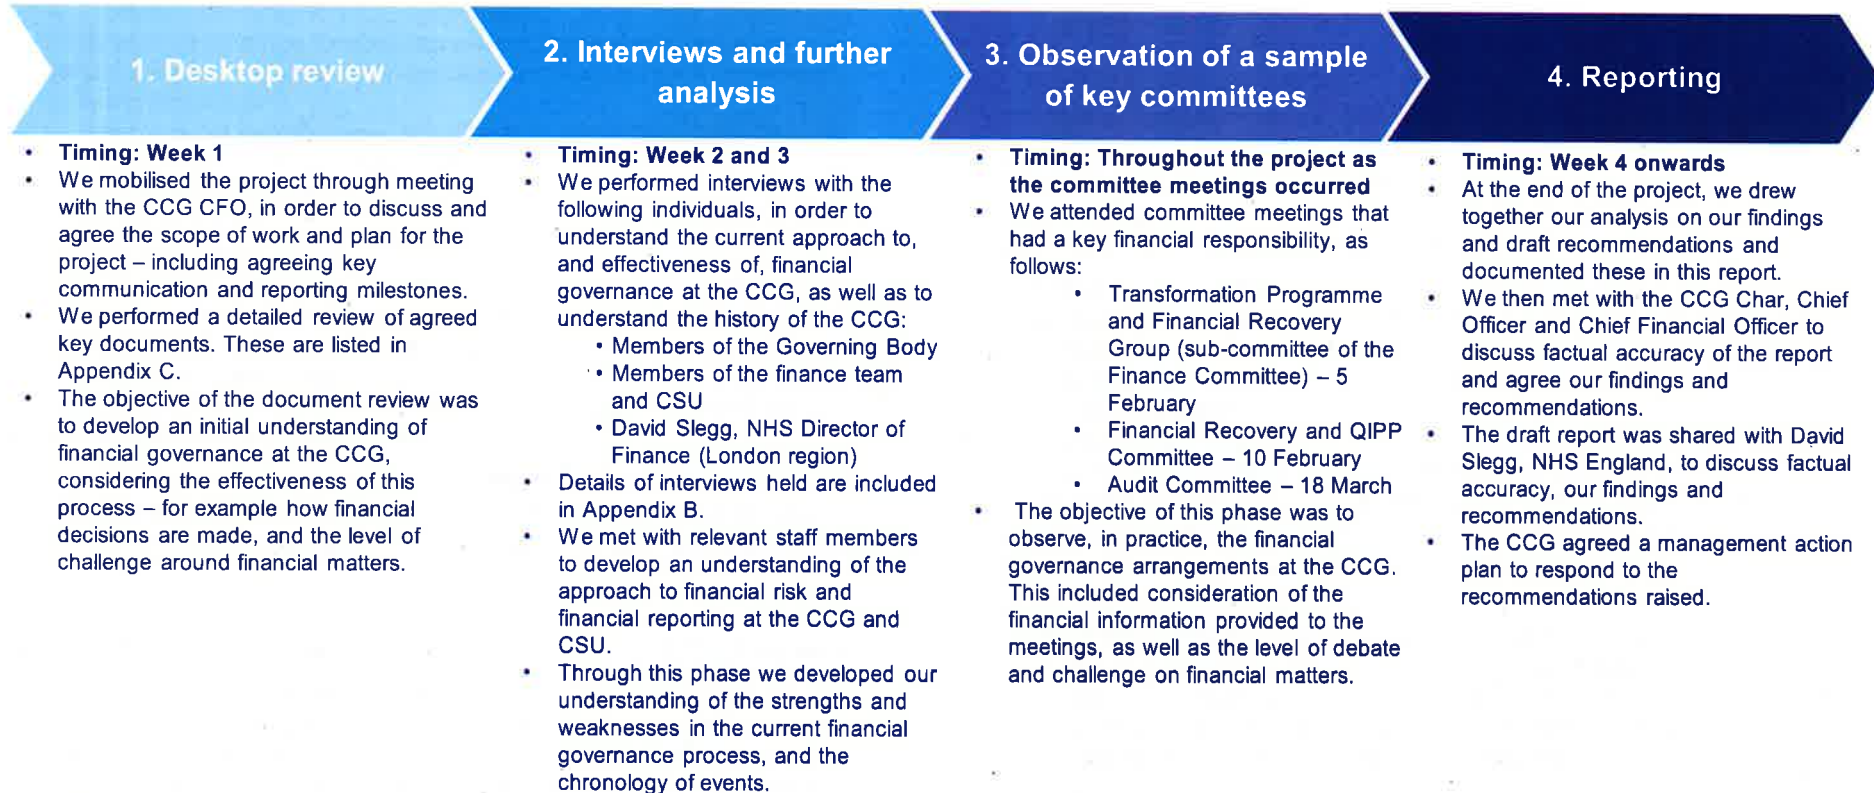 1. Desktop review
• Timing: Week 1
• We mobilised the project through meeting
with the CCG CFO, in order to discuss and
agree the scope of work and plan for the
project – including agreeing key
communication and reporting milestones.
• We performed a detailed review of agreed
key documents. These are listed in
Appendix C.
• The objective of the document review was
to develop an initial understanding of
financial governance at the CCG,
considering the effectiveness of this
process – for example how financial
decisions are made, and the level of
challenge around financial matters.
2. Interviews and further
analysis
• Timing: Week 2 and 3
• We performed interviews with the
following individuals, in order to
understand the current approach to,
and effectiveness of, financial
governance at the CCG, as well as to
understand the history of the CCG:
• Members of the Governing Body
• Members of the finance team
and CSU
• David Slegg, NHS Director of
Finance (London region)
• Details of interviews held are included
in Appendix B.
• We met with relevant staff members
to develop an understanding of the
approach to financial risk and
financial reporting at the CCG and
CSU.
• Through this phase we developed our
understanding of the strengths and
weaknesses in the current financial
governance process, and the
chronology of events.
3. Observation of a sample
of key committees
• Timing: Throughout the project as
the committee meetings occurred
• We attended committee meetings that
had a key financial responsibility, as
follows:
• Transformation Programme
and Financial Recovery
Group (sub-committee of the
Finance Committee) – 5
February
• Financial Recovery and QIPP
Committee – 10 February
• Audit Committee – 18 March
• The objective of this phase was to
observe, in practice, the financial
governance arrangements at the CCG.
This included consideration of the
financial information provided to the
meetings, as well as the level of debate
and challenge on financial matters.
4. Reporting
• Timing: Week 4 onwards
• At the end of the project, we drew
together our analysis on our findings
and draft recommendations and
documented these in this report.
• We then met with the CCG Char, Chief
Officer and Chief Financial Officer to
discuss factual accuracy of the report
and agree our findings and
recommendations.
• The draft report was shared with David
Slegg, NHS England, to discuss factual
accuracy, our findings and
recommendations.
• The CCG agreed a management action
plan to respond to the
recommendations raised.